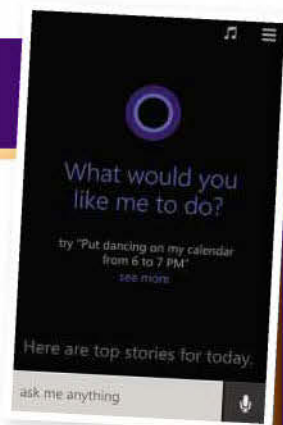 What would you
like me to do?
try "Put dancing on my calendar
from 6 to 7 PM"
see more
Here are top stories for today.
ask me anything